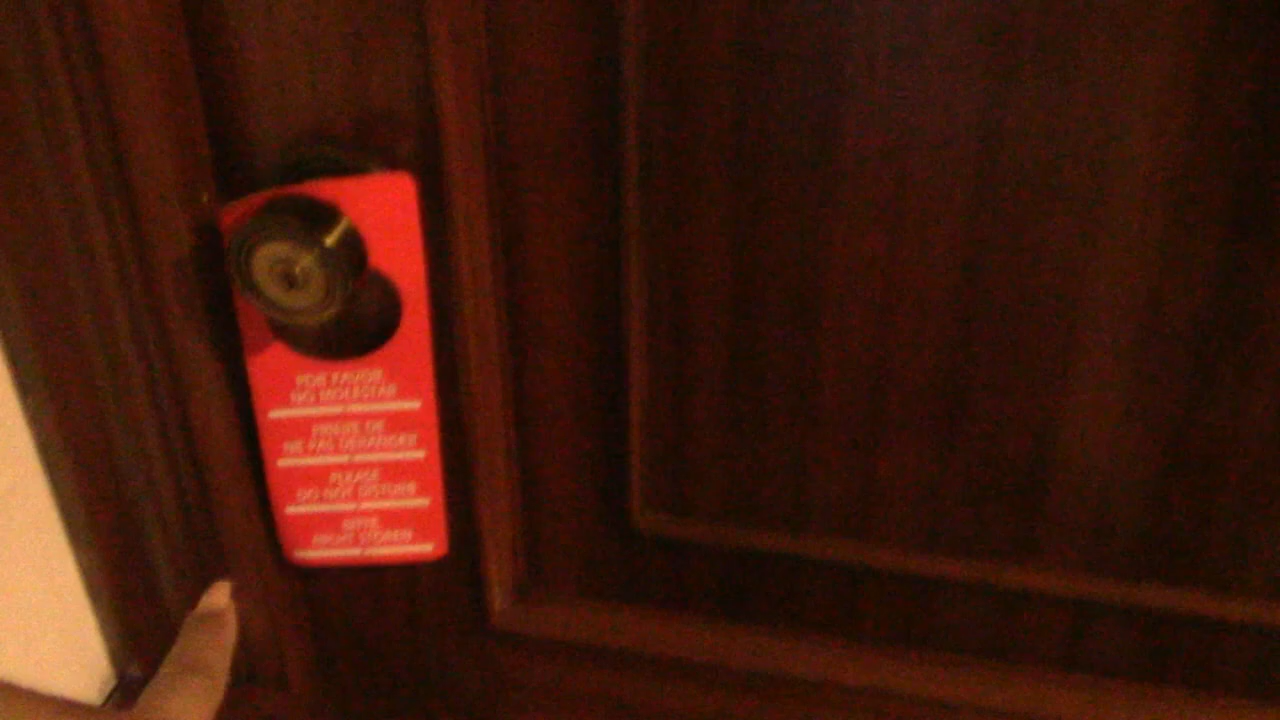 POR FAVOR
NO MOLESTAR
PRIERE DE
NE PAS DERANGER
PLEASE
DO NOT DISTURB
BITTE
NICHT STÖREN